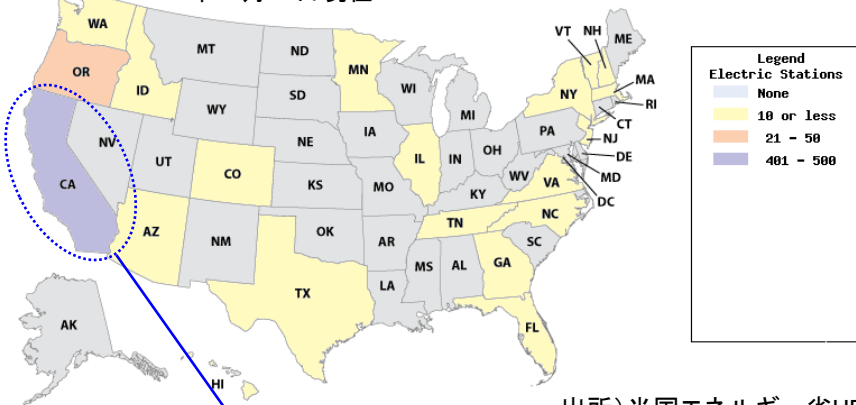 WA
MT
ND
MN
VT
NH
ME
OR
ID
SD
WI
MA
WY
NY
RI
MI
CT
IA
PA
NJ
NV
NE
OH
DE
UT
IL
IN
CO
WV
MD
CA
KS
MO
KY
VA
DC
AZ
NM
OK
AR
TN
NC
SC
MS
AL
GA
TX
LA
AK
FL
HI
Legend
Electric Stations
None
10 or less
21 - 50
401 - 500